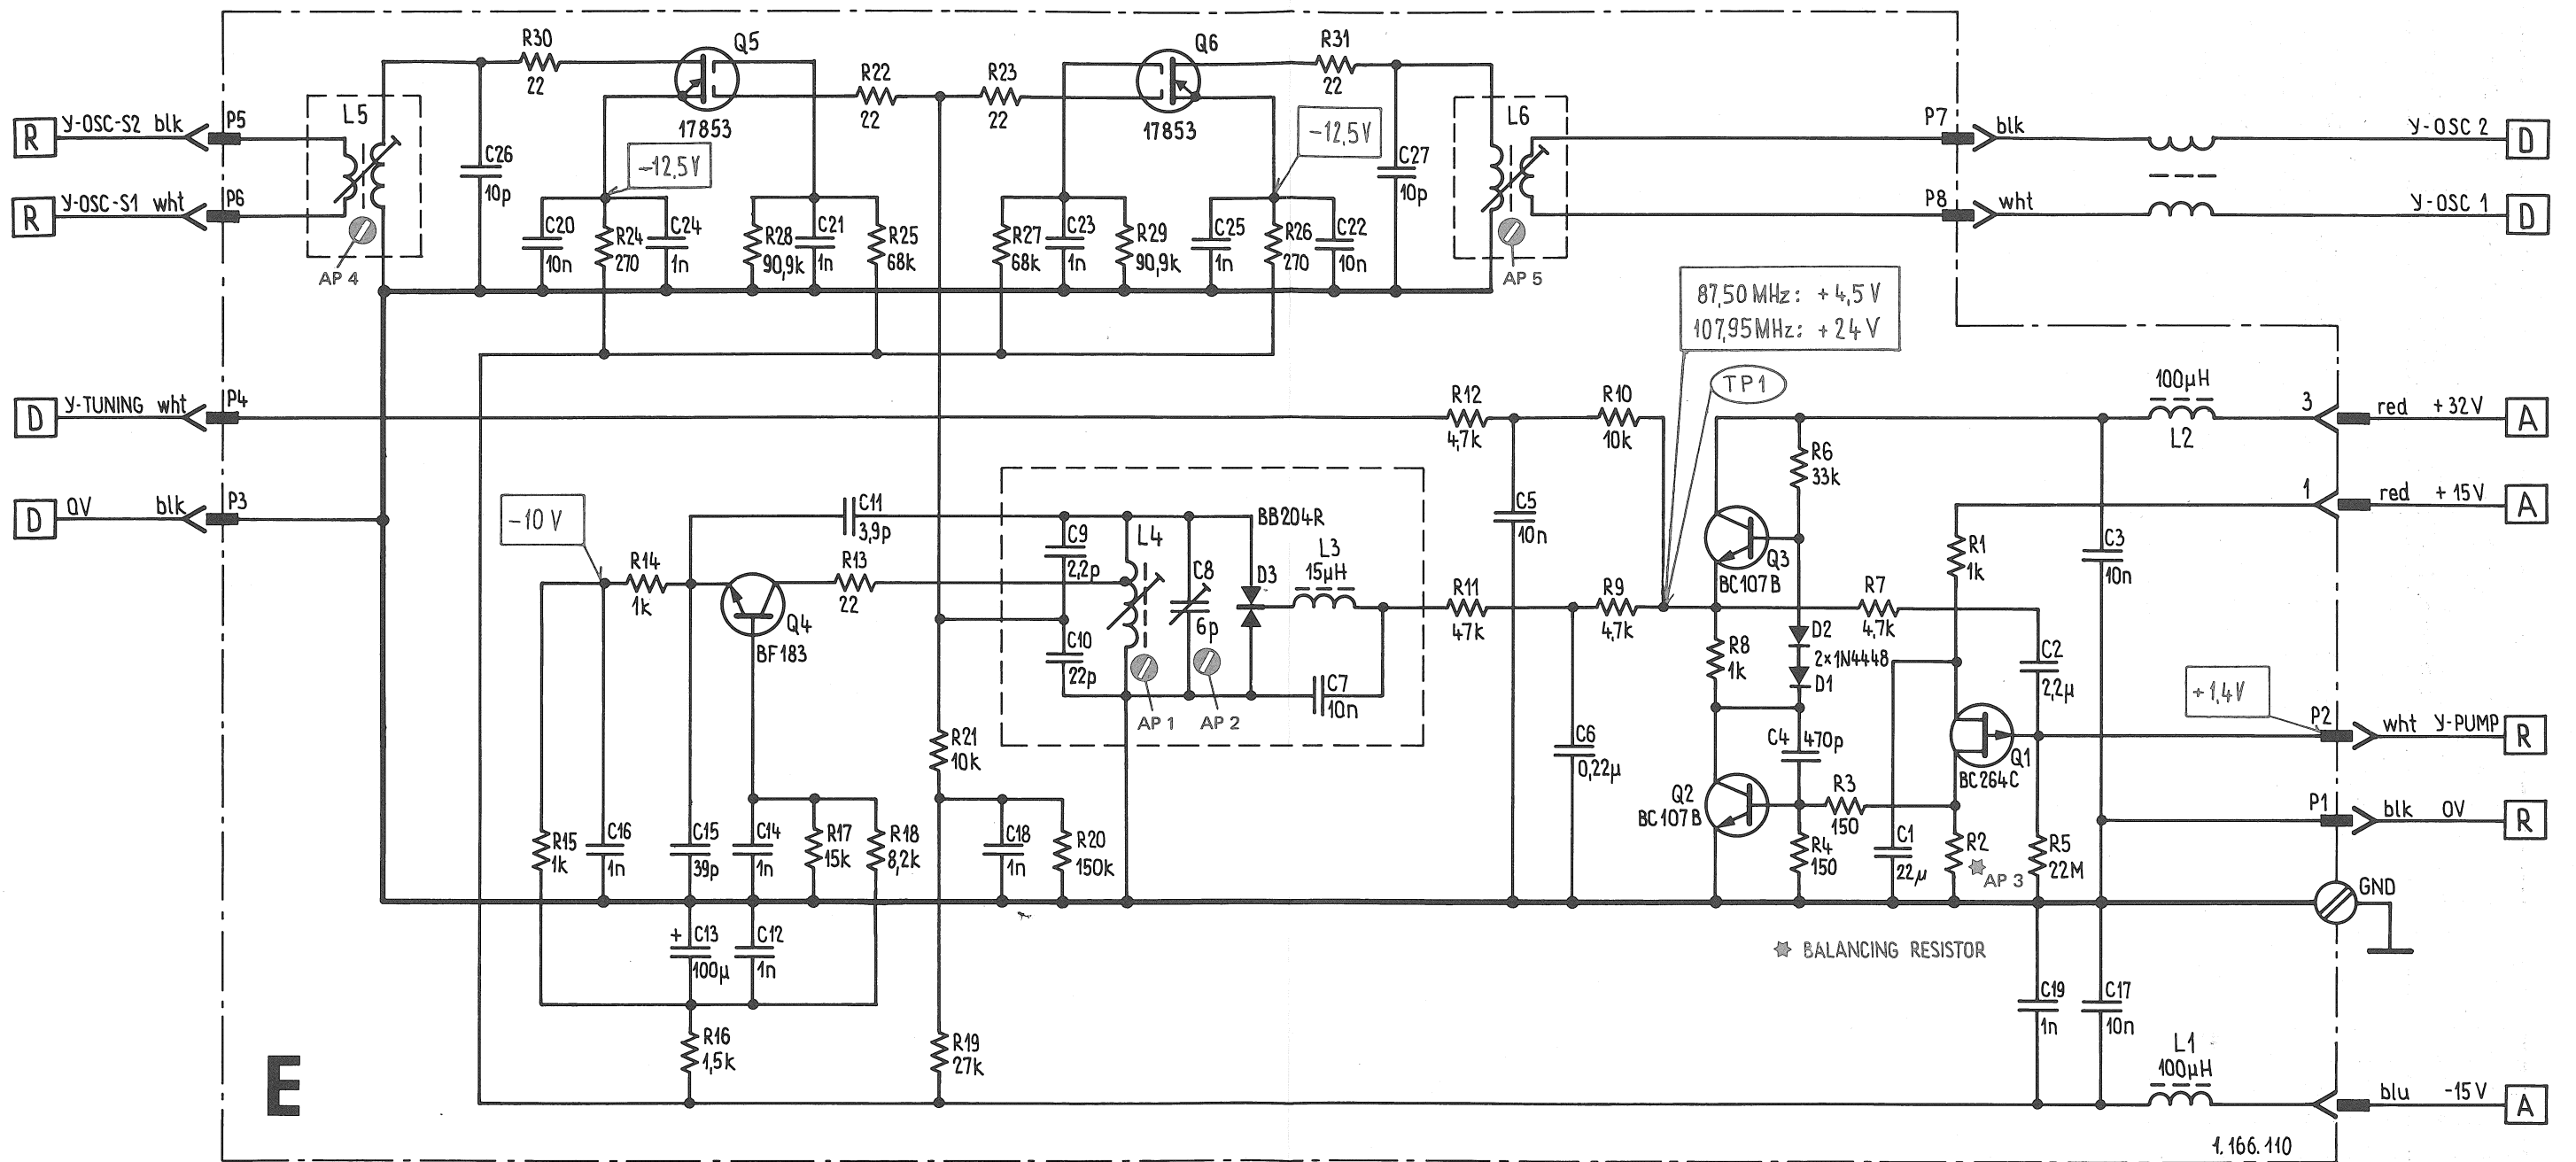 R30
22
Q5
17853
R22
22
R23
22
Q6
17853
R31
22
R
Y-OSC-S2 blk
P5
L5
R
Y-OSC-S1 wht
P6
AP 4
C26
10p
-12,5V
C20
10n
R24
270
C24
1n
R28
90,9k
C21
1n
R25
68k
R27
68k
C23
1n
R29
90,9k
C25
1n
R26
270
C22
10n
-12,5V
C27
10p
L6
AP 5
P7
blk
Y-OSC 2
D
P8
wht
Y-OSC 1
D
87,50 MHz: + 4,5 V
107,95 MHz: + 24 V
TP1
D
Y-TUNING wht
P4
R12
4,7k
R10
10k
100µH
L2
3
red +32V
A
D
0V blk
P3
1
red +15V
A
-10 V
R14
1k
C11
3,9p
R13
22
Q4
BF183
C9
2,2p
L4
C8
6p
BB204R
D3
L3
15µH
C10
22p
C7
10n
AP 1
AP 2
C5
10n
R11
47k
R9
4,7k
C6
0,22µ
R6
33k
Q3
BC107B
R8
1k
D2
2×1N4448
D1
R7
4,7k
R1
1k
C3
10n
C2
2,2µ
C4
470p
Q2
BC107B
R3
150
R4
150
C1
22µ
Q1
BC264C
R2
AP 3
R5
22M
+1,4V
P2
wht Y-PUMP
R
P1
blk 0V
R
GND
R15
1k
C16
1n
C15
39p
C14
1n
R17
15k
R18
8,2k
R21
10k
C18
1n
R20
150k
+ C13
100µ
C12
1n
R16
1,5k
R19
27k
BALANCING RESISTOR
C19
1n
C17
10n
L1
100µH
blu -15V
A
E
1.166.110